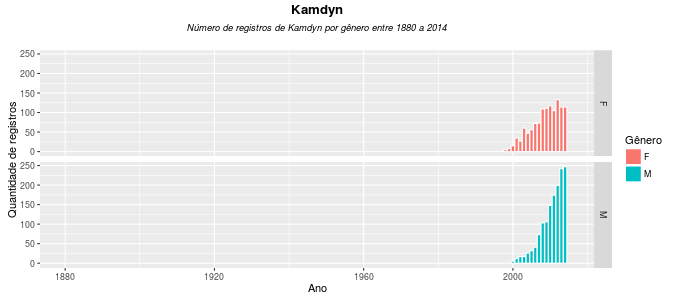 Kamdyn
Número de registros de Kamdyn por gênero entre 1880 a 2014
Quantidade de registros
250
200
150
100
50
0
F
250
200
150
100
50
0
M
1880
1920
1960
2000
Ano
Gênero
F
M